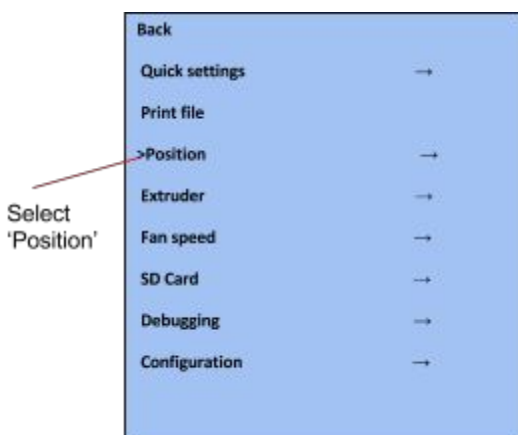 Back
Quick settings →
Print file
>Position →
Extruder →
Select
'Position'
Fan speed →
SD Card →
Debugging →
Configuration →